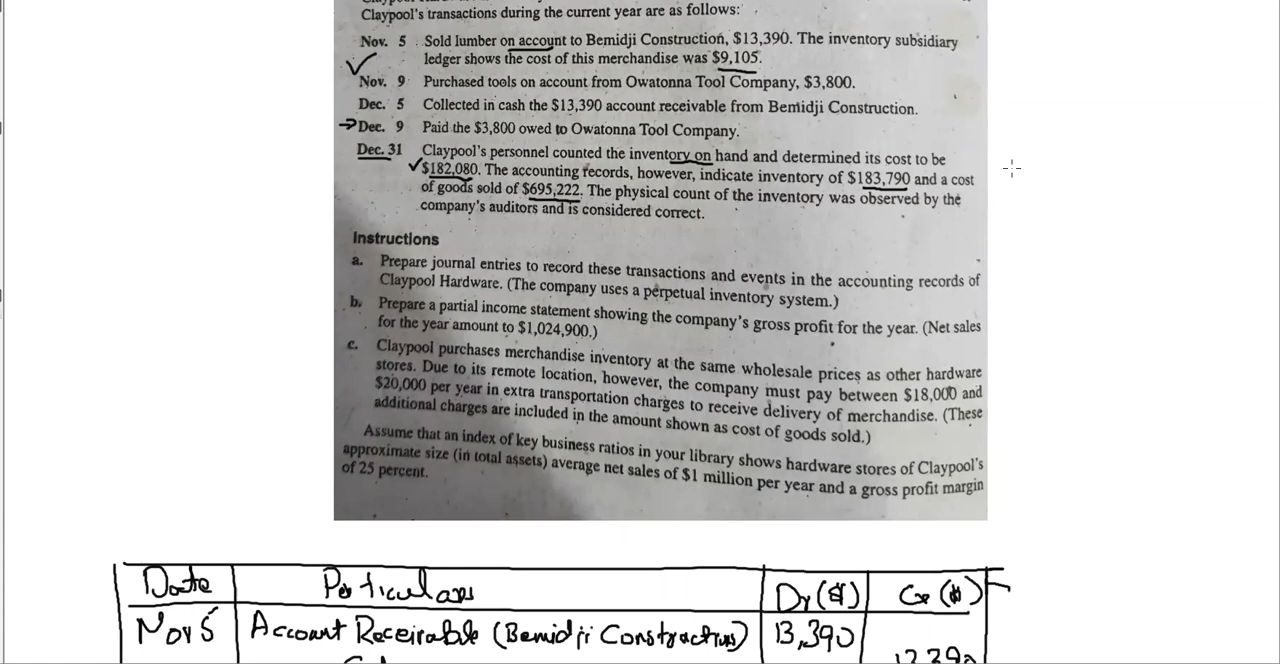 Claypool's transactions during the current year are as follows:
Nov. 5 Sold lumber on account to Bemidji Construction, $13,390. The inventory subsidiary
ledger shows the cost of this merchandise was $9,105.
Nov. 9 Purchased tools on account from Owatonna Tool Company, $3,800.
Dec. 5 Collected in cash the $13,390 account receivable from Bemidji Construction.
Dec. 9 Paid the $3,800 owed to Owatonna Tool Company.
Dec. 31 Claypool's personnel counted the inventory on hand and determined its cost to be
$182,080. The accounting records, however, indicate inventory of $183,790 and a cost
of goods sold of $695,222. The physical count of the inventory was observed by the
company's auditors and is considered correct.
Instructions
a. Prepare journal entries to record these transactions and events in the accounting records of
Claypool Hardware. (The company uses a perpetual inventory system.)
b. Prepare a partial income statement showing the company's gross profit for the year. (Net sales
for the year amount to $1,024,900.)
c. Claypool purchases merchandise inventory at the same wholesale prices as other hardware
stores. Due to its remote location, however, the company must pay between $18,000 and
$20,000 per year in extra transportation charges to receive delivery of merchandise. (These
additional charges are included in the amount shown as cost of goods sold.)
Assume that an index of key business ratios in your library shows hardware stores of Claypool's
approximate size (in total assets) average net sales of $1 million per year and a gross profit margin
of 25 percent.
Date Particulars Dr ($) Cr ($)
Nov 5 Account Receivable (Bemidji Construction) 13,390